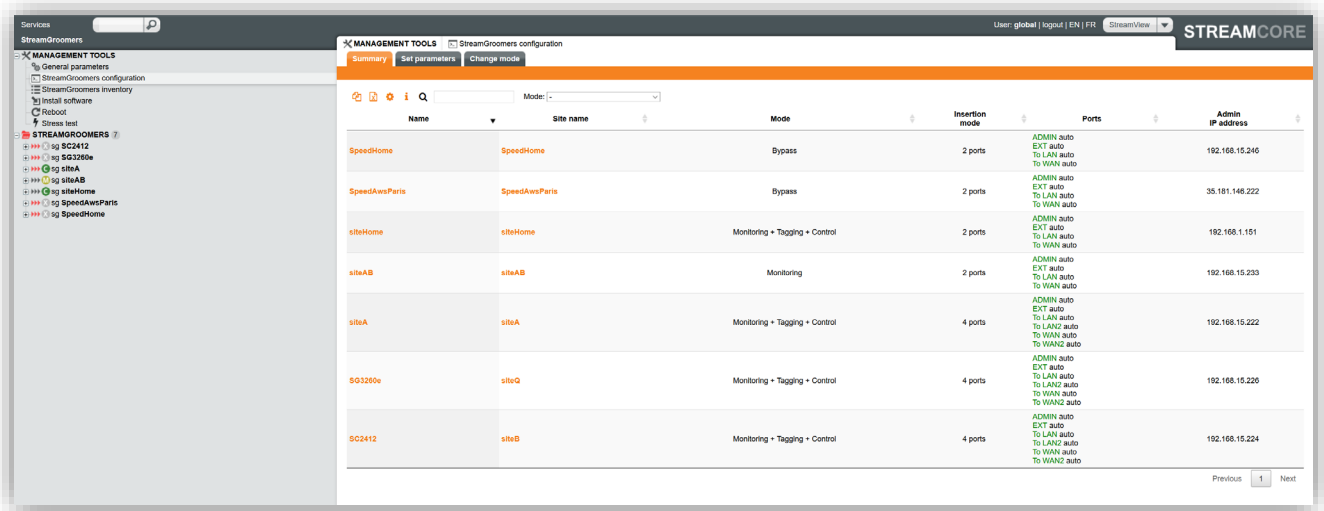 Services
User: global | logout | EN | FR StreamView
STREAMCORE
StreamGroomers
MANAGEMENT TOOLS
General parameters
StreamGroomers configuration
StreamGroomers inventory
Install software
Reboot
Stress test
STREAMGROOMERS 7
sg SC2412
sg SG3260e
C sg siteA
M sg siteAB
C sg siteHome
sg SpeedAwsParis
sg SpeedHome
MANAGEMENT TOOLS StreamGroomers configuration
Summary Set parameters Change mode
Mode: -
Name Site name Mode Insertion mode Ports Admin IP address
SpeedHome SpeedHome Bypass 2 ports 192.168.15.246
ADMIN auto
EXT auto
To LAN auto
To WAN auto
SpeedAwsParis SpeedAwsParis Bypass 2 ports 35.181.146.222
ADMIN auto
EXT auto
To LAN auto
To WAN auto
siteHome siteHome Monitoring + Tagging + Control 2 ports 192.168.1.151
ADMIN auto
EXT auto
To LAN auto
To WAN auto
siteAB siteAB Monitoring 2 ports 192.168.15.233
ADMIN auto
EXT auto
To LAN auto
To WAN auto
siteA siteA Monitoring + Tagging + Control 4 ports 192.168.15.222
ADMIN auto
EXT auto
To LAN auto
To LAN2 auto
To WAN auto
To WAN2 auto
SG3260e siteQ Monitoring + Tagging + Control 4 ports 192.168.15.226
ADMIN auto
EXT auto
To LAN auto
To LAN2 auto
To WAN auto
To WAN2 auto
SC2412 siteB Monitoring + Tagging + Control 4 ports 192.168.15.224
ADMIN auto
EXT auto
To LAN auto
To LAN2 auto
To WAN auto
To WAN2 auto
Previous 1 Next